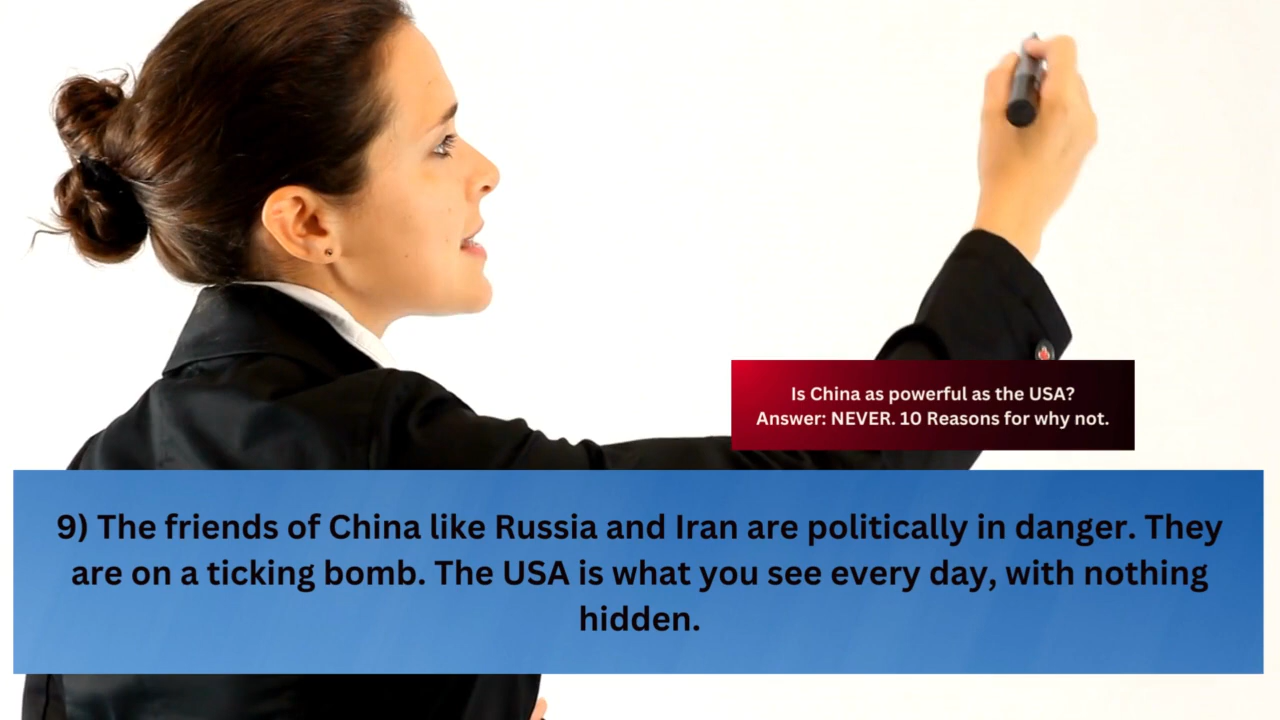 Is China as powerful as the USA?
Answer: NEVER. 10 Reasons for why not.
9) The friends of China like Russia and Iran are politically in danger. They
are on a ticking bomb. The USA is what you see every day, with nothing
hidden.